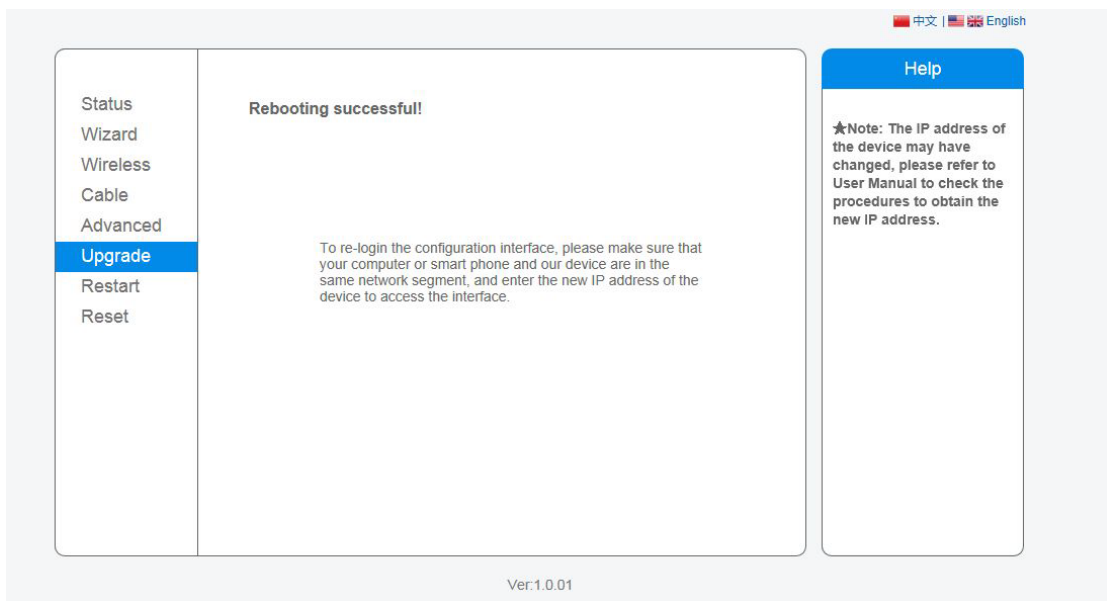 中文 | English
Help
Status
Wizard
Wireless
Cable
Advanced
Upgrade
Restart
Reset
Rebooting successful!
To re-login the configuration interface, please make sure that
your computer or smart phone and our device are in the
same network segment, and enter the new IP address of the
device to access the interface.
★Note: The IP address of
the device may have
changed, please refer to
User Manual to check the
procedures to obtain the
new IP address.
Ver:1.0.01